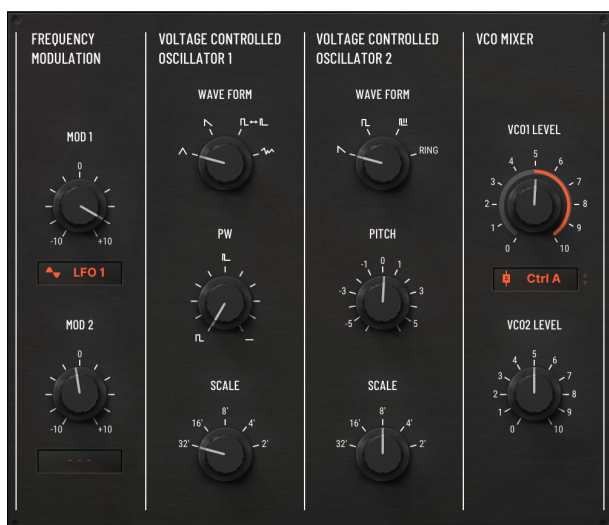 FREQUENCY
MODULATION
MOD 1
0
-10 +10
LFO 1
MOD 2
0
-10 +10
- - -
VOLTAGE CONTROLLED
OSCILLATOR 1
WAVE FORM
PW
SCALE
8'
16' 4'
32' 2'
VOLTAGE CONTROLLED
OSCILLATOR 2
WAVE FORM
RING
PITCH
-1 0 1
-3 3
-5 5
SCALE
8'
16' 4'
32' 2'
VCO MIXER
VCO1 LEVEL
4 5 6
3 7
2 8
1 9
0 10
Ctrl A
VCO2 LEVEL
4 5 6
3 7
2 8
1 9
0 10